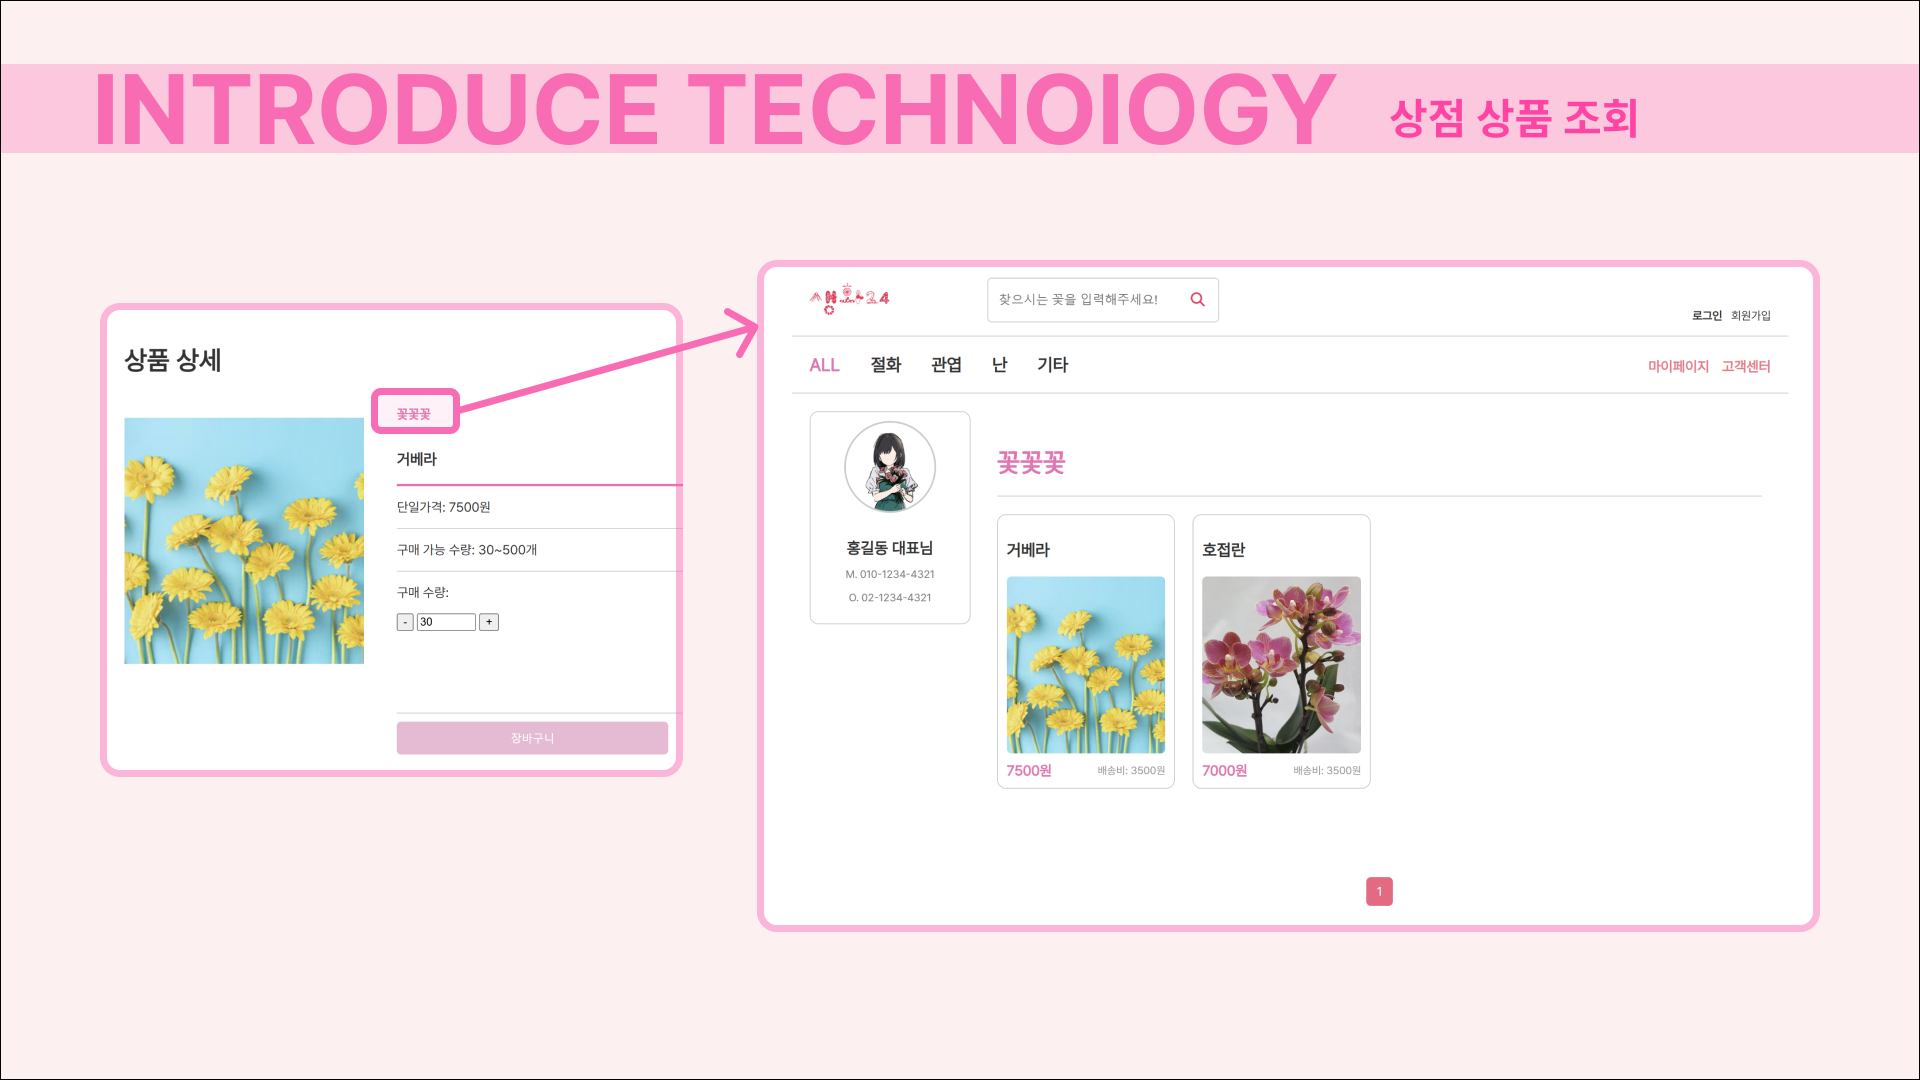 INTRODUCE TECHNOIOGY 상점 상품 조회
상품 상세
꽃꽃꽃
거베라
단일가격: 7500원
구매 가능 수량: 30~500개
구매 수량:
- 30 +
장바구니
생화24
찾으시는 꽃을 입력해주세요!
로그인 회원가입
ALL 절화 관엽 난 기타
마이페이지 고객센터
홍길동 대표님
M. 010-1234-4321
O. 02-1234-4321
꽃꽃꽃
거베라
7500원 배송비: 3500원
호접란
7000원 배송비: 3500원
1